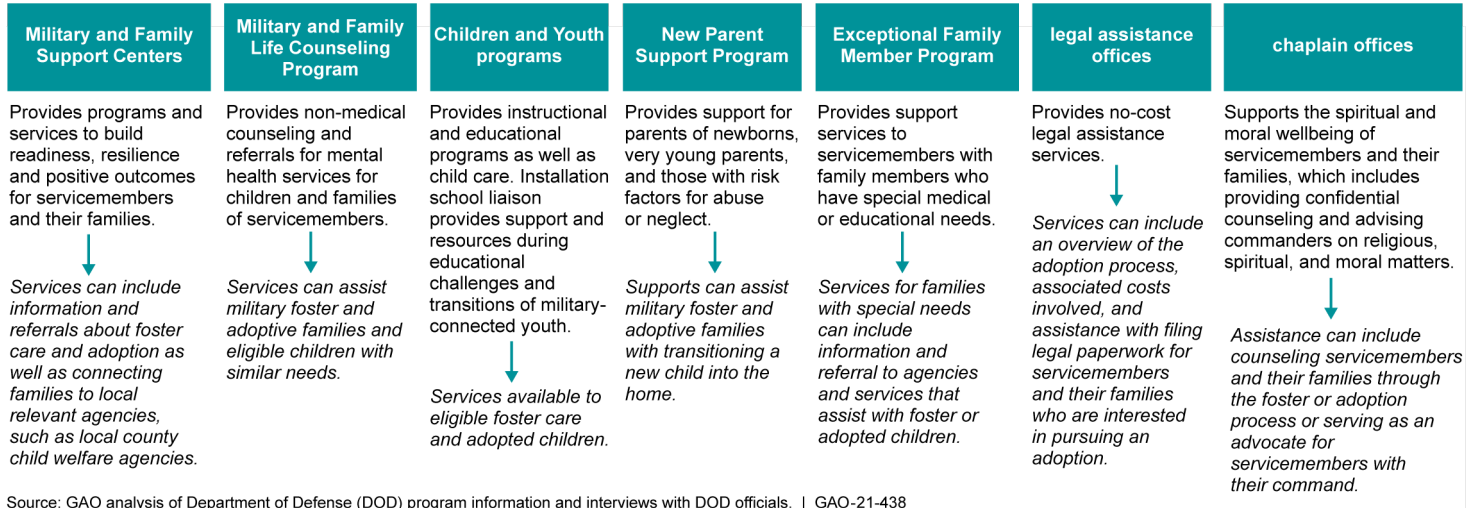 Military and Family
Support Centers
Provides programs and
services to build
readiness, resilience
and positive outcomes
for servicemembers
and their families.
Services can include
information and
referrals about foster
care and adoption as
well as connecting
families to local
relevant agencies,
such as local county
child welfare agencies.
Military and Family
Life Counseling
Program
Provides non-medical
counseling and
referrals for mental
health services for
children and families
of servicemembers.
Services can assist
military foster and
adoptive families and
eligible children with
similar needs.
Children and Youth
programs
Provides instructional
and educational
programs as well as
child care. Installation
school liaison
provides support and
resources during
educational
challenges and
transitions of military-
connected youth.
Services available to
eligible foster care
and adopted children.
New Parent
Support Program
Provides support for
parents of newborns,
very young parents,
and those with risk
factors for abuse
or neglect.
Supports can assist
military foster and
adoptive families
with transitioning a
new child into the
home.
Exceptional Family
Member Program
Provides support
services to
servicemembers with
family members who
have special medical
or educational needs.
Services for families
with special needs
can include
information and
referral to agencies
and services that
assist with foster or
adopted children.
legal assistance
offices
Provides no-cost
legal assistance
services.
Services can include
an overview of the
adoption process,
associated costs
involved, and
assistance with filing
legal paperwork for
servicemembers
and their families
who are interested
in pursuing an
adoption.
chaplain offices
Supports the spiritual and
moral wellbeing of
servicemembers and their
families, which includes
providing confidential
counseling and advising
commanders on religious,
spiritual, and moral matters.
Assistance can include
counseling servicemembers
and their families through
the foster or adoption
process or serving as an
advocate for
servicemembers with
their command.
Source: GAO analysis of Department of Defense (DOD) program information and interviews with DOD officials. | GAO-21-438